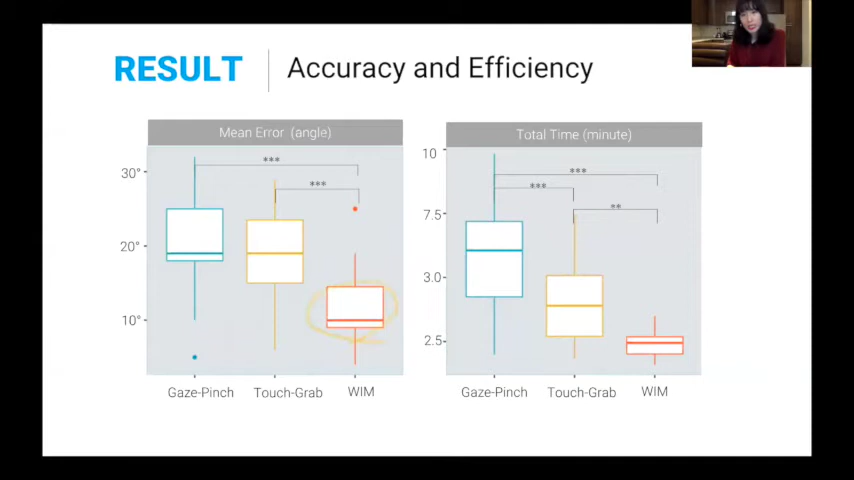 RESULT
Accuracy and Efficiency
Mean Error (angle)
30°
20°
10°
***
***
Gaze-Pinch
Touch-Grab
WIM
Total Time (minute)
10
7.5
3.0
2.5
***
***
**
Gaze-Pinch
Touch-Grab
WIM